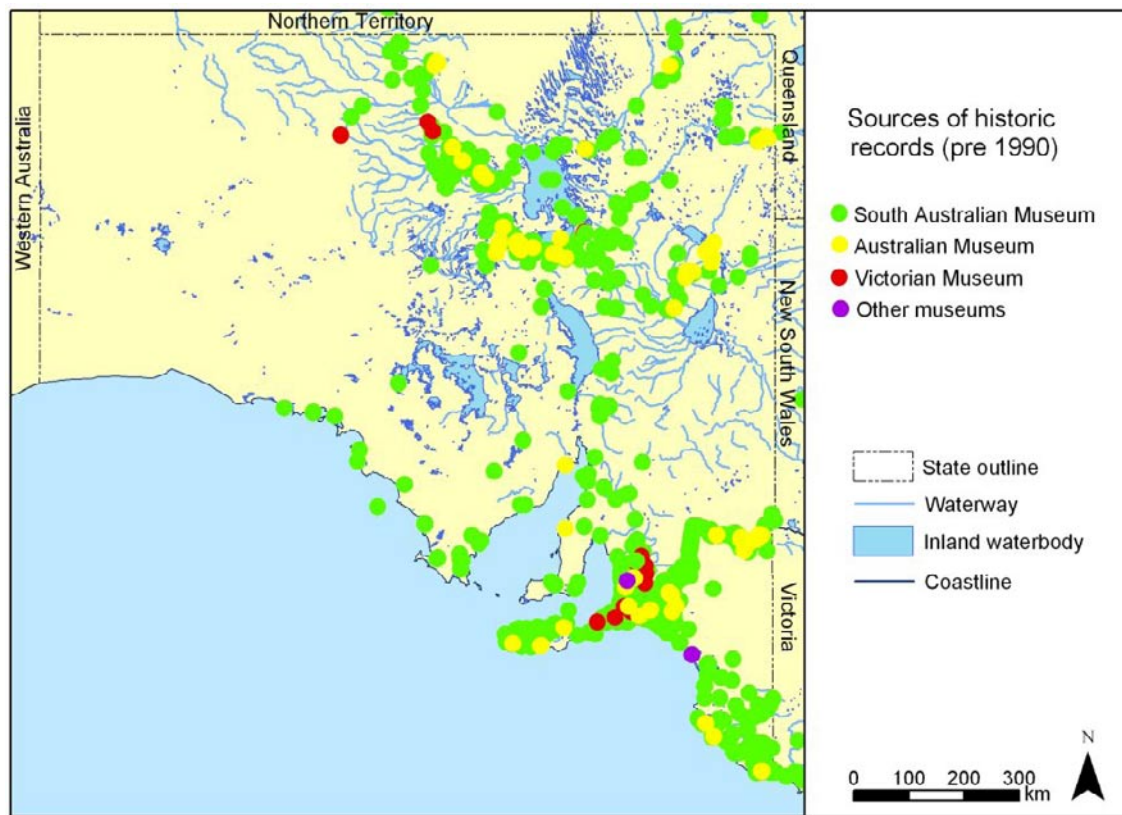 Northern Territory
Western Australia
Queensland
New South Wales
Victoria
Sources of historic
records (pre 1990)
South Australian Museum
Australian Museum
Victorian Museum
Other museums
State outline
Waterway
Inland waterbody
Coastline
N
0 100 200 300
km